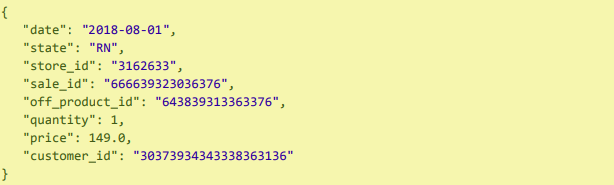 {
"date": "2018-08-01",
"state": "RN",
"store_id": "3162633",
"sale_id": "666639323036376",
"off_product_id": "643839313363376",
"quantity": 1,
"price": 149.0,
"customer_id": "30373934343338363136"
}